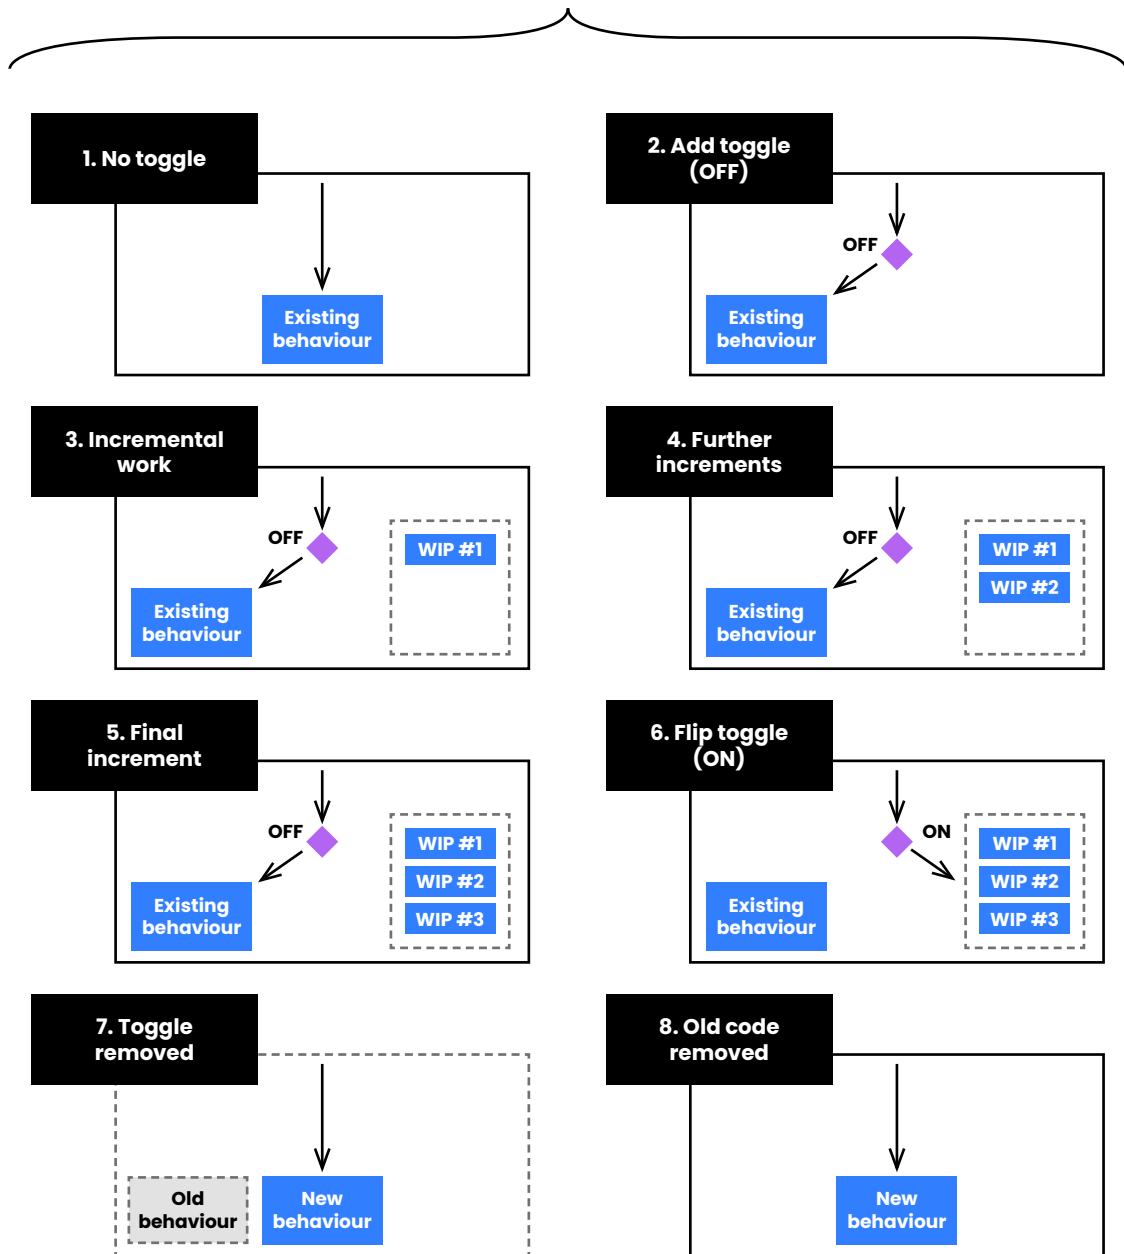 1. No toggle
Existing
behaviour
2. Add toggle
(OFF)
OFF
Existing
behaviour
3. Incremental
work
OFF
WIP #1
Existing
behaviour
4. Further
increments
OFF
WIP #1
WIP #2
Existing
behaviour
5. Final
increment
OFF
WIP #1
WIP #2
WIP #3
Existing
behaviour
6. Flip toggle
(ON)
ON
WIP #1
WIP #2
WIP #3
Existing
behaviour
7. Toggle
removed
Old
behaviour
New
behaviour
8. Old code
removed
New
behaviour